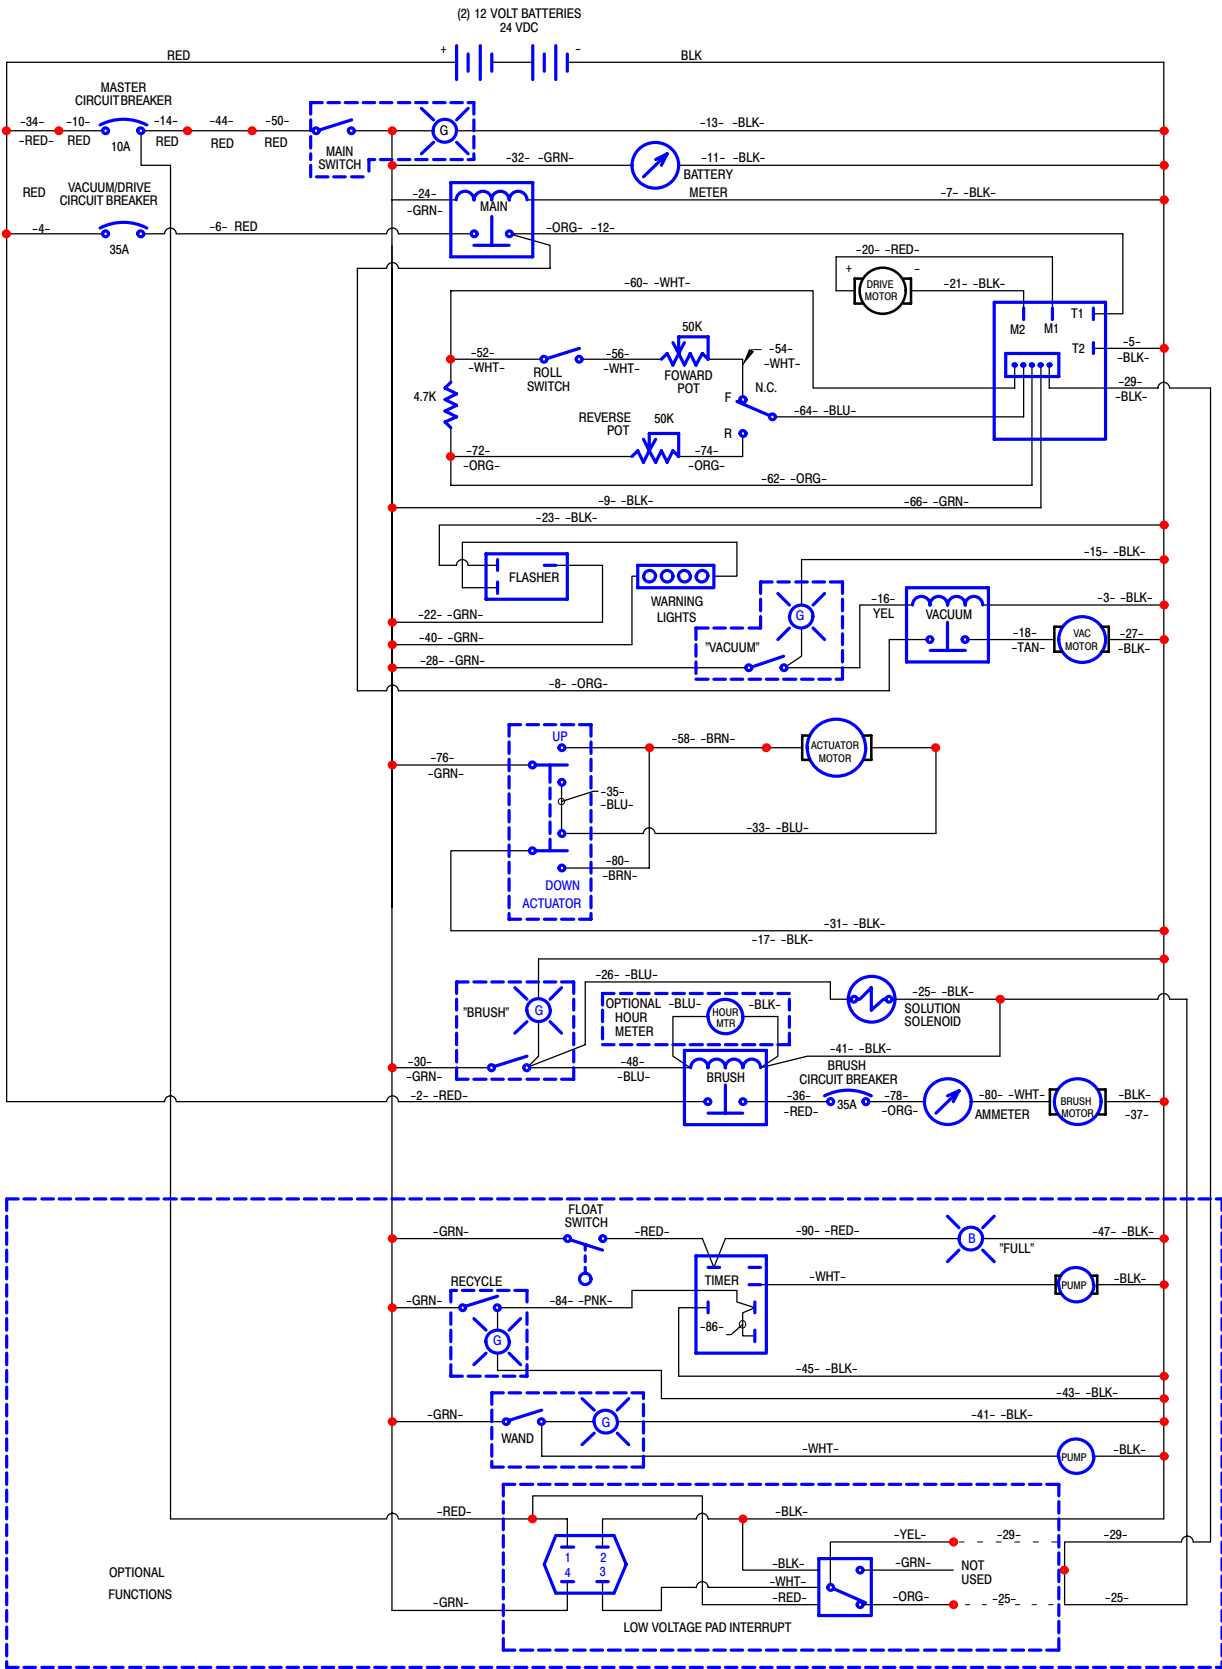 (2) 12 VOLT BATTERIES
24 VDC
+
−
RED
BLK
MASTER
CIRCUIT BREAKER
-34-
-RED-
-10-
RED
10A
-14-
RED
-44-
RED
-50-
RED
MAIN
SWITCH
G
-13- -BLK-
-32- -GRN-
-11- -BLK-
BATTERY
METER
RED
VACUUM/DRIVE
CIRCUIT BREAKER
-24-
-GRN-
MAIN
-7- -BLK-
-4-
35A
-6- RED
-ORG- -12-
-20- -RED-
+
−
DRIVE
MOTOR
-21- -BLK-
-60- -WHT-
M2
M1
T1
T2
-5-
-BLK-
-29-
-BLK-
50K
-52-
-WHT-
ROLL
SWITCH
-56-
-WHT-
FOWARD
POT
-54-
-WHT-
N.C.
F
4.7K
REVERSE
POT
50K
-64- -BLU-
R
-72-
-ORG-
-74-
-ORG-
-62- -ORG-
-9- -BLK-
-66- -GRN-
-23- -BLK-
-15- -BLK-
FLASHER
WARNING
LIGHTS
-22- -GRN-
-40- -GRN-
-28- -GRN-
"VACUUM"
G
-16-
YEL
VACUUM
-3- -BLK-
-18-
-TAN-
VAC
MOTOR
-27-
-BLK-
-8- -ORG-
UP
-58- -BRN-
ACTUATOR
MOTOR
-76-
-GRN-
-35-
-BLU-
-33- -BLU-
-80-
-BRN-
DOWN
ACTUATOR
-31- -BLK-
-17- -BLK-
-26- -BLU-
"BRUSH"
G
OPTIONAL
HOUR
METER
-BLU-
HOUR
MTR
-BLK-
-25- -BLK-
SOLUTION
SOLENOID
-30-
-GRN-
-48-
-BLU-
BRUSH
-41- -BLK-
BRUSH
CIRCUIT BREAKER
-2- -RED-
-36-
-RED-
35A
-78-
-ORG-
AMMETER
-80- -WHT-
BRUSH
MOTOR
-BLK-
-37-
FLOAT
SWITCH
-GRN-
-RED-
-90- -RED-
B
"FULL"
-47- -BLK-
RECYCLE
TIMER
-WHT-
PUMP
-BLK-
-GRN-
-84- -PNK-
-86-
G
-45- -BLK-
-43- -BLK-
-GRN-
WAND
G
-41- -BLK-
-WHT-
PUMP
-BLK-
-RED-
-BLK-
1
2
4
3
-YEL-
-29-
-29-
-BLK-
-GRN-
NOT
USED
-WHT-
-RED-
-ORG-
-25-
-25-
-GRN-
LOW VOLTAGE PAD INTERRUPT
OPTIONAL
FUNCTIONS